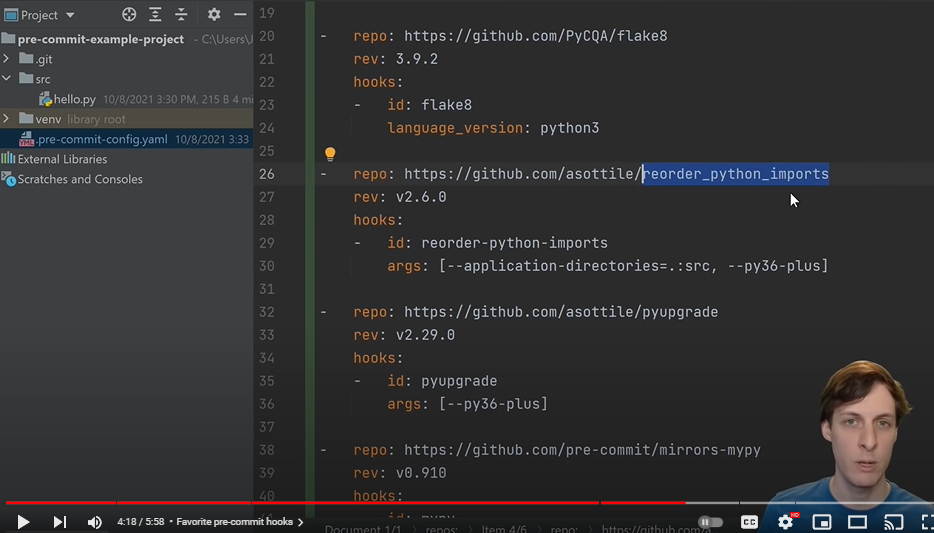 Project
pre-commit-example-project - C:\Users\J
.git
src
hello.py 10/8/2021 3:30 PM, 215 B 4 mi
venv library root
.pre-commit-config.yaml 10/8/2021 3:33
External Libraries
Scratches and Consoles
19
20 - repo: https://github.com/PyCQA/flake8
21 rev: 3.9.2
22 hooks:
23 - id: flake8
24 language_version: python3
25
26 - repo: https://github.com/asottile/reorder_python_imports
27 rev: v2.6.0
28 hooks:
29 - id: reorder-python-imports
30 args: [--application-directories=.:src, --py36-plus]
31
32 - repo: https://github.com/asottile/pyupgrade
33 rev: v2.29.0
34 hooks:
35 - id: pyupgrade
36 args: [--py36-plus]
37
38 - repo: https://github.com/pre-commit/mirrors-mypy
39 rev: v0.910
40 hooks:
- id: mypy
4:18 / 5:58 • Favorite pre-commit hooks
CC HD
Document 1/1 repos: Item 4/6 repo: https://github.com/a